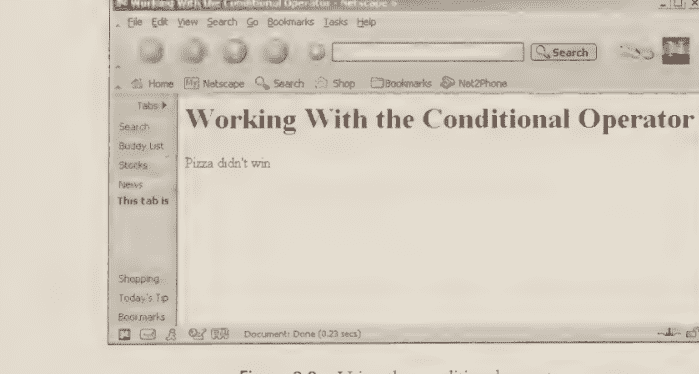 Working With the Conditional Operator - Netscape 6
File Edit View Search Go Bookmarks Tasks Help
Search
Home My Netscape Search Shop Bookmarks Net2Phone
Tabs
Search
Buddy List
Stocks
News
This tab is
Shopping
Today's Tip
Bookmarks
Working With the Conditional Operator
Pizza didn't win
Document: Done (0.23 secs)